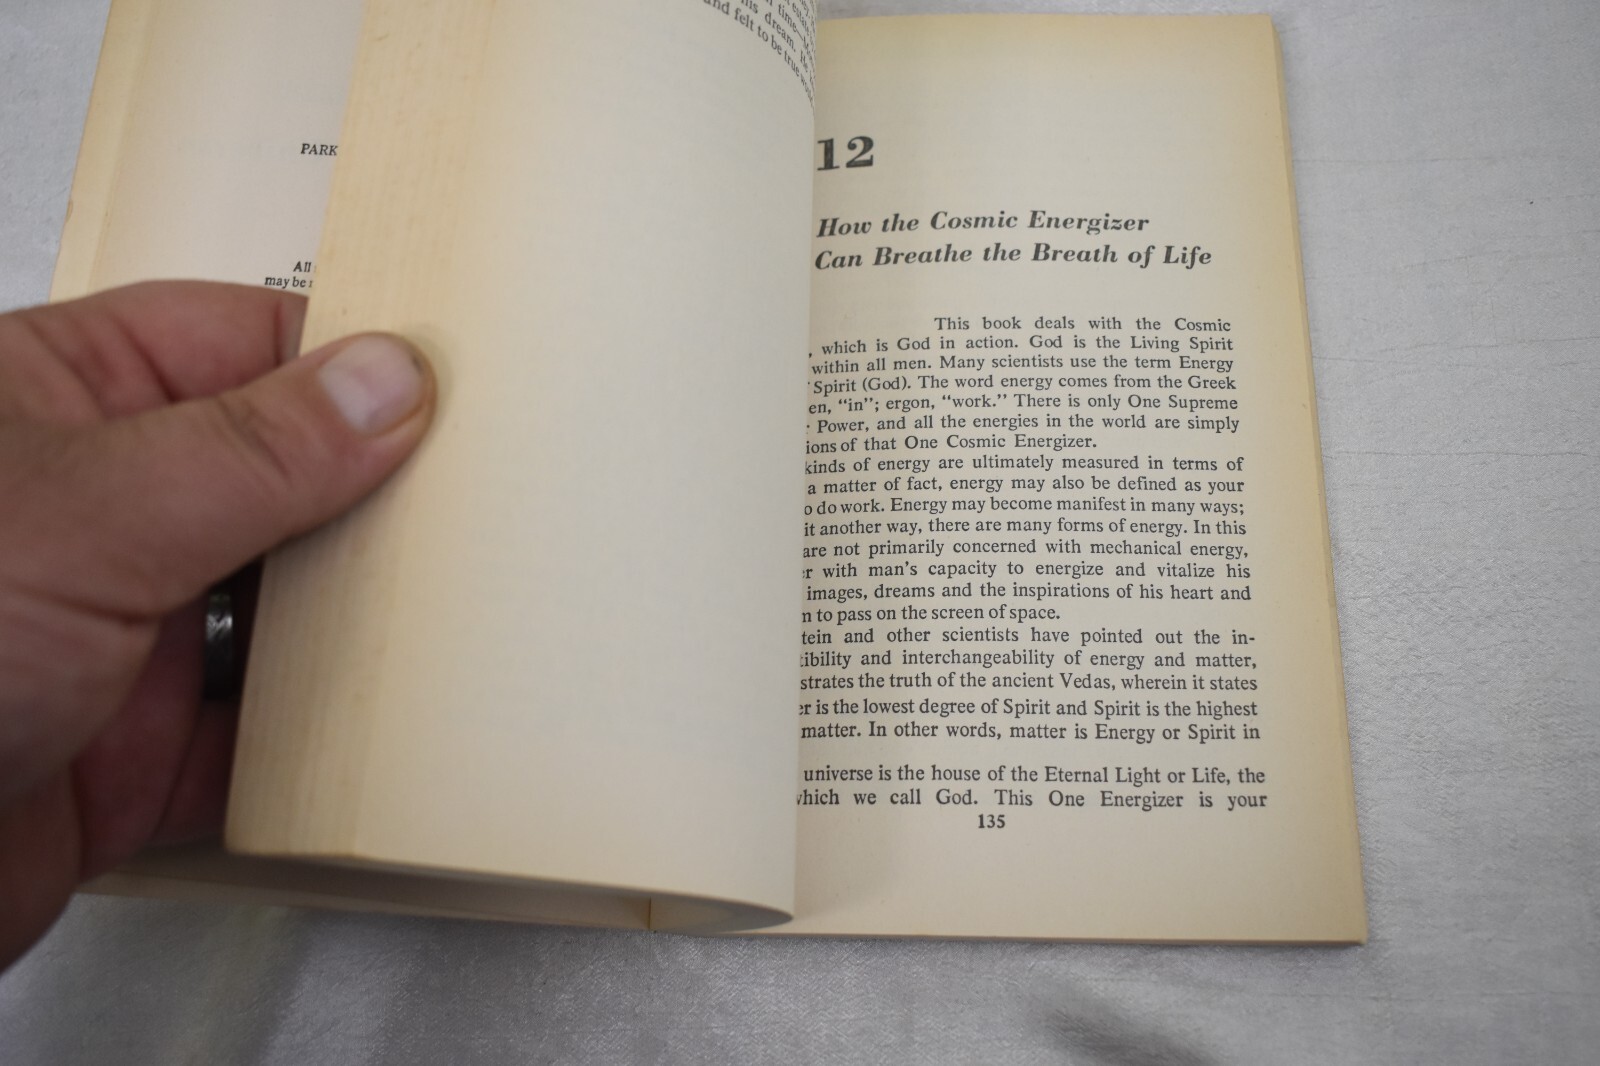 PARK
All
may be
time—M
his dream. He
and felt to be true
12
How the Cosmic Energizer
Can Breathe the Breath of Life
This book deals with the Cosmic
, which is God in action. God is the Living Spirit
within all men. Many scientists use the term Energy
Spirit (God). The word energy comes from the Greek
en, “in”; ergon, “work.” There is only One Supreme
Power, and all the energies in the world are simply
ions of that One Cosmic Energizer.
kinds of energy are ultimately measured in terms of
a matter of fact, energy may also be defined as your
o do work. Energy may become manifest in many ways;
it another way, there are many forms of energy. In this
are not primarily concerned with mechanical energy,
r with man’s capacity to energize and vitalize his
images, dreams and the inspirations of his heart and
n to pass on the screen of space.
tein and other scientists have pointed out the in-
tibility and interchangeability of energy and matter,
strates the truth of the ancient Vedas, wherein it states
er is the lowest degree of Spirit and Spirit is the highest
matter. In other words, matter is Energy or Spirit in
universe is the house of the Eternal Light or Life, the
which we call God. This One Energizer is your
135